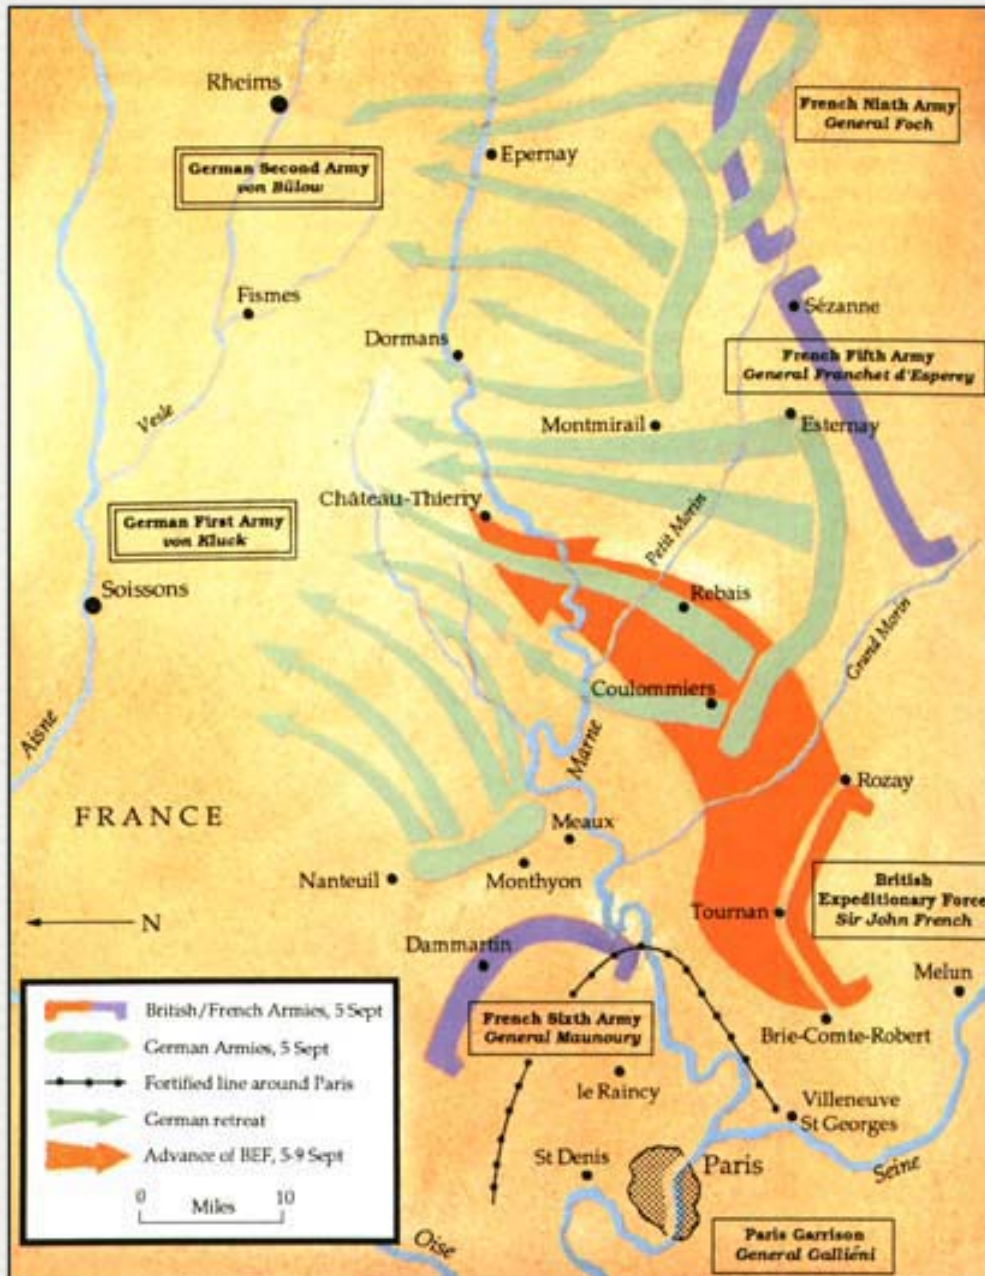 Rheims
French Ninth Army
General Foch
German Second Army
von Bülow
Epernay
Fismes
Sézanne
Dormans
French Fifth Army
General Franchet d'Esperey
Vesle
Montmirail
Esternay
Château-Thierry
German First Army
von Kluck
Petit Morin
Soissons
Rebais
Grand Morin
Coulommiers
Aisne
Marne
Rozay
FRANCE
Meaux
Nanteuil
Monthyon
British
Expeditionary Force
Sir John French
N
Tournan
Dammartin
Melun
British/French Armies, 5 Sept
French Sixth Army
General Maunoury
Brie-Comte-Robert
German Armies, 5 Sept
Fortified line around Paris
le Raincy
Villeneuve
St Georges
German retreat
Advance of BEF, 5-9 Sept
St Denis
Paris
Seine
0 10
Miles
Oise
Paris Garrison
General Galliéni